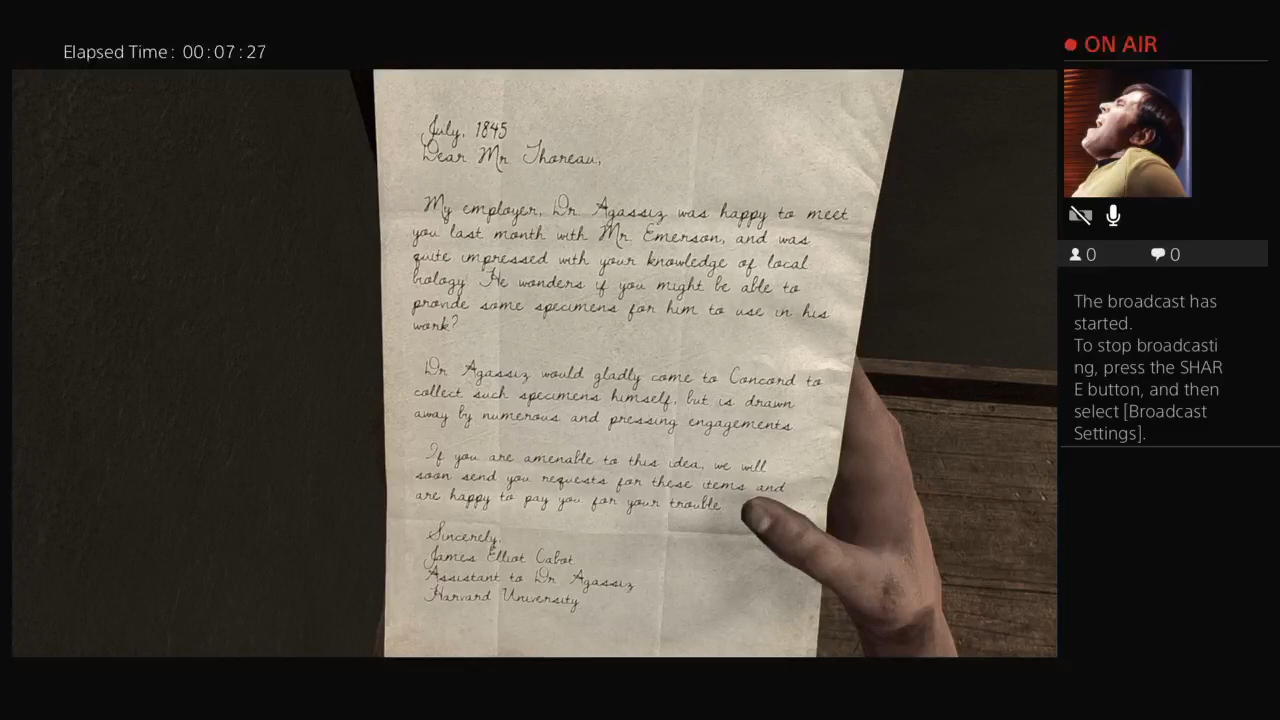 Elapsed Time: 00:07:27
ON AIR
July, 1845
Dear Mr Thoreau,
My employer, Dr Agassiz was happy to meet
you last month with Mr. Emerson, and was
quite impressed with your knowledge of local
biology. He wonders if you might be able to
provide some specimens for him to use in his
work?
Dr Agassiz would gladly come to Concord to
collect such specimens himself, but is drawn
away by numerous and pressing engagements.
If you are amenable to this idea, we will
soon send you requests for these items and
are happy to pay you for your trouble.
Sincerely,
James Elliot Cabot
Assistant to Dr Agassiz
Harvard University
0
0
The broadcast has
started.
To stop broadcasti
ng, press the SHAR
E button, and then
select [Broadcast
Settings].